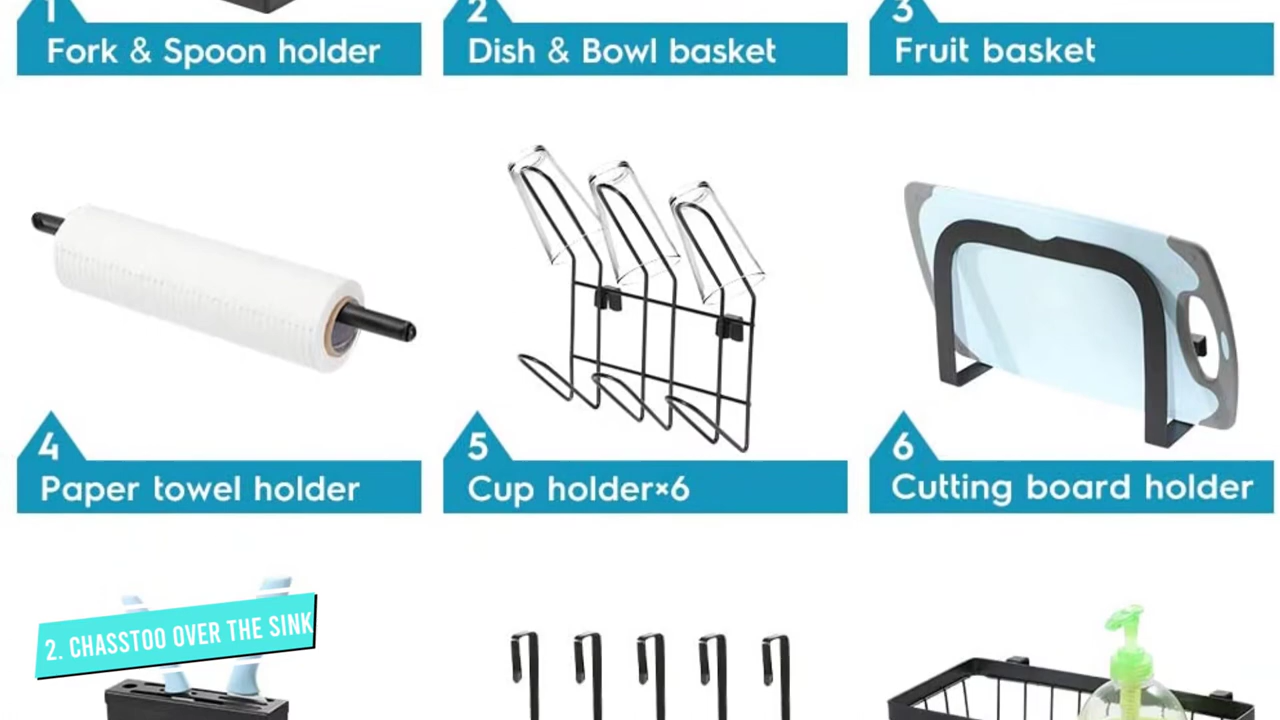 1
Fork & Spoon holder
2
Dish & Bowl basket
3
Fruit basket
4
Paper towel holder
5
Cup holder×6
6
Cutting board holder
2. CHASSTOO OVER THE SINK